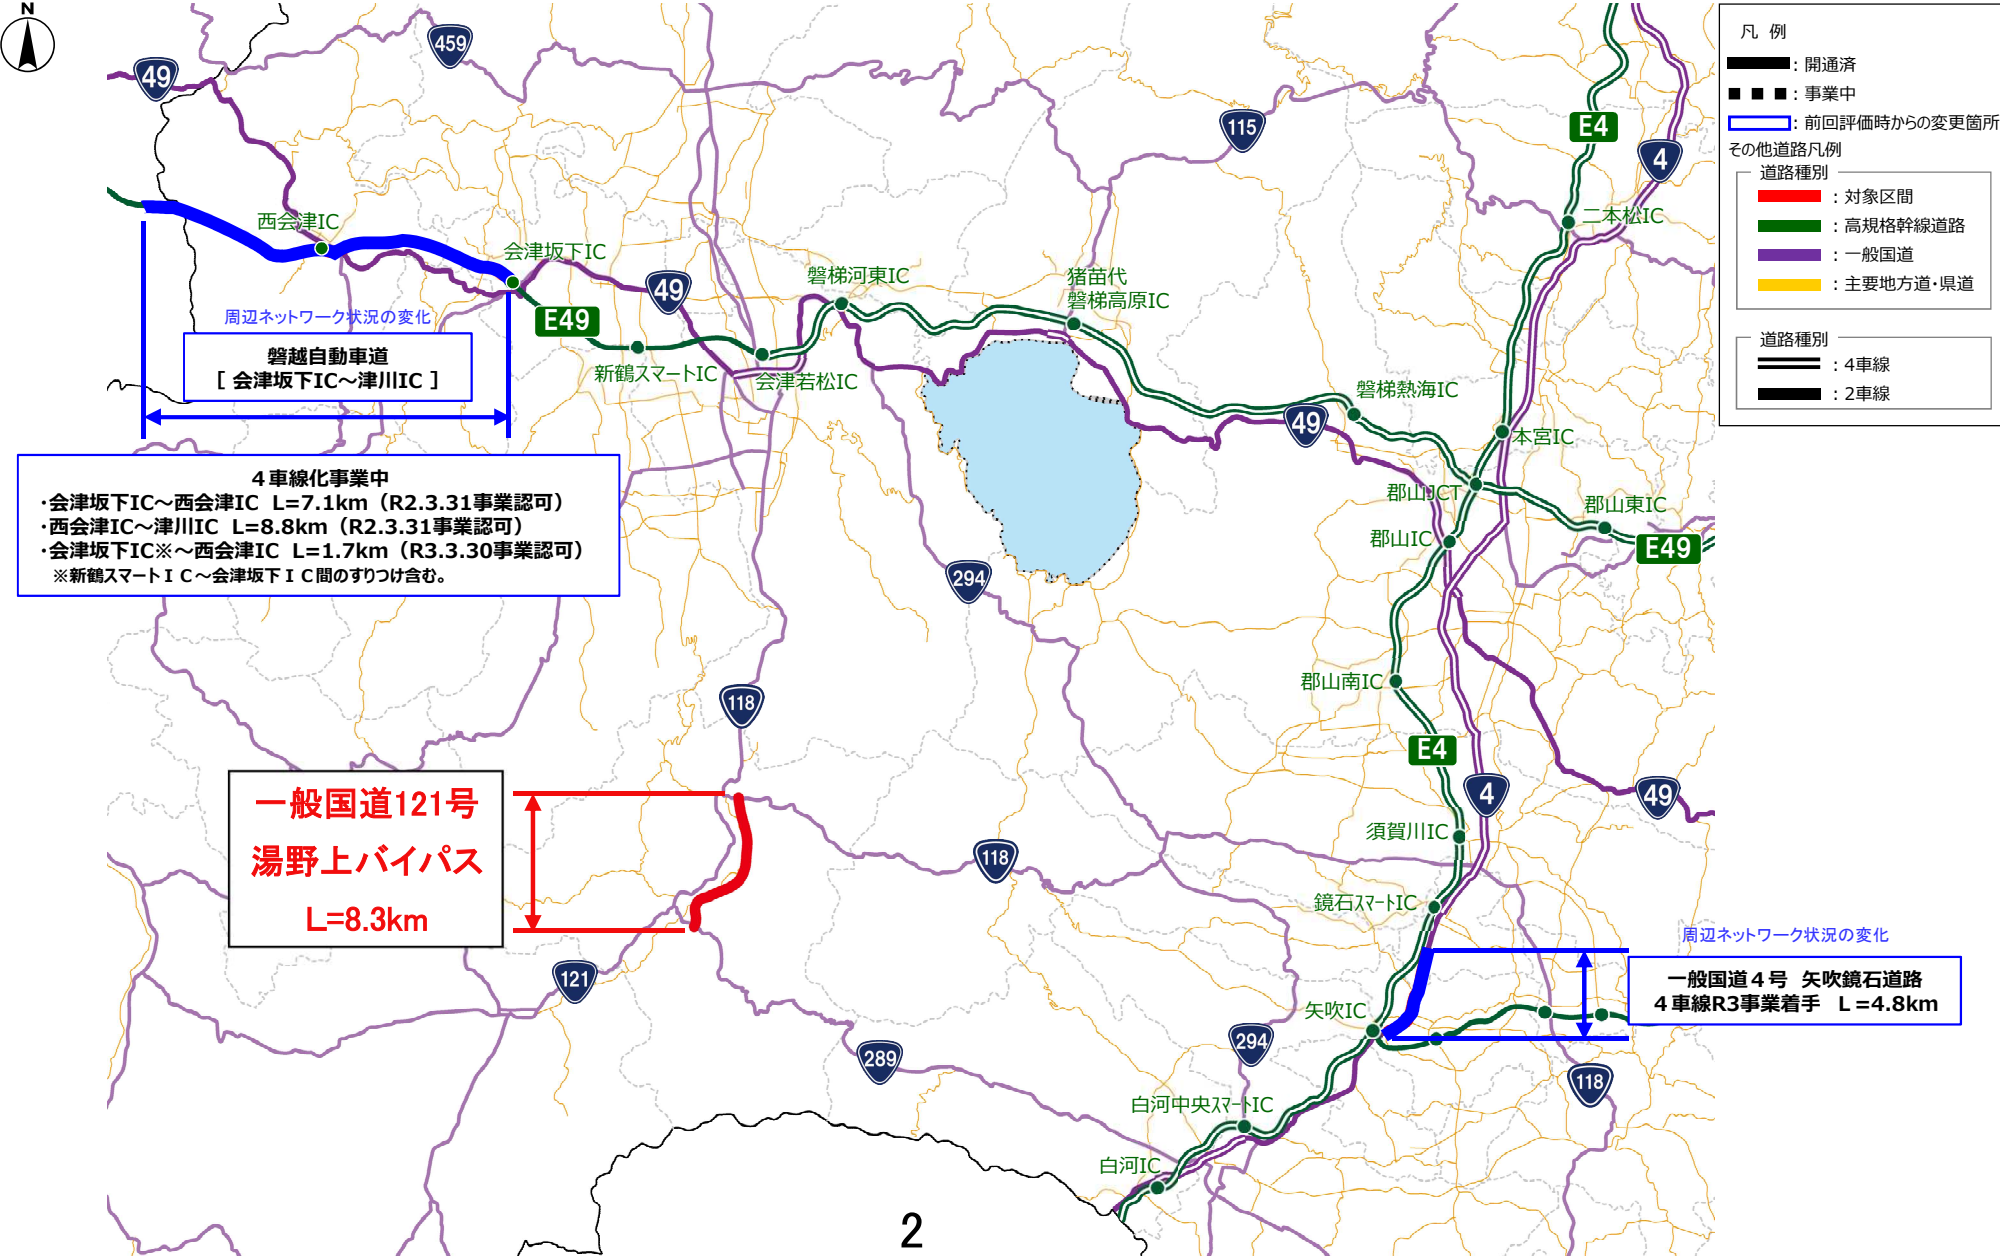 N
459
49
115
E4
4
凡 例
：開通済
：事業中
：前回評価時からの変更箇所
その他道路凡例
道路種別
：対象区間
：高規格幹線道路
：一般国道
：主要地方道・県道
道路種別
：4車線
：2車線
西会津IC
会津坂下IC
二本松IC
周辺ネットワーク状況の変化
磐越自動車道
［ 会津坂下IC～津川IC ］
E49
49
磐梯河東IC
猪苗代
磐梯高原IC
新鶴スマートIC
会津若松IC
磐梯熱海IC
49
本宮IC
4車線化事業中
・会津坂下IC～西会津IC L=7.1km（R2.3.31事業認可）
・西会津IC～津川IC L=8.8km（R2.3.31事業認可）
・会津坂下IC※～西会津IC L=1.7km（R3.3.30事業認可）
※新鶴スマートＩＣ～会津坂下ＩＣ間のすりつけ含む。
郡山JCT
郡山東IC
郡山IC
E49
294
郡山南IC
118
E4
4
49
一般国道121号
湯野上バイパス
L=8.3km
須賀川IC
118
鏡石スマートIC
121
周辺ネットワーク状況の変化
一般国道４号 矢吹鏡石道路
４車線R3事業着手 Ｌ=4.8km
矢吹IC
294
289
118
白河中央スマートIC
白河IC
2